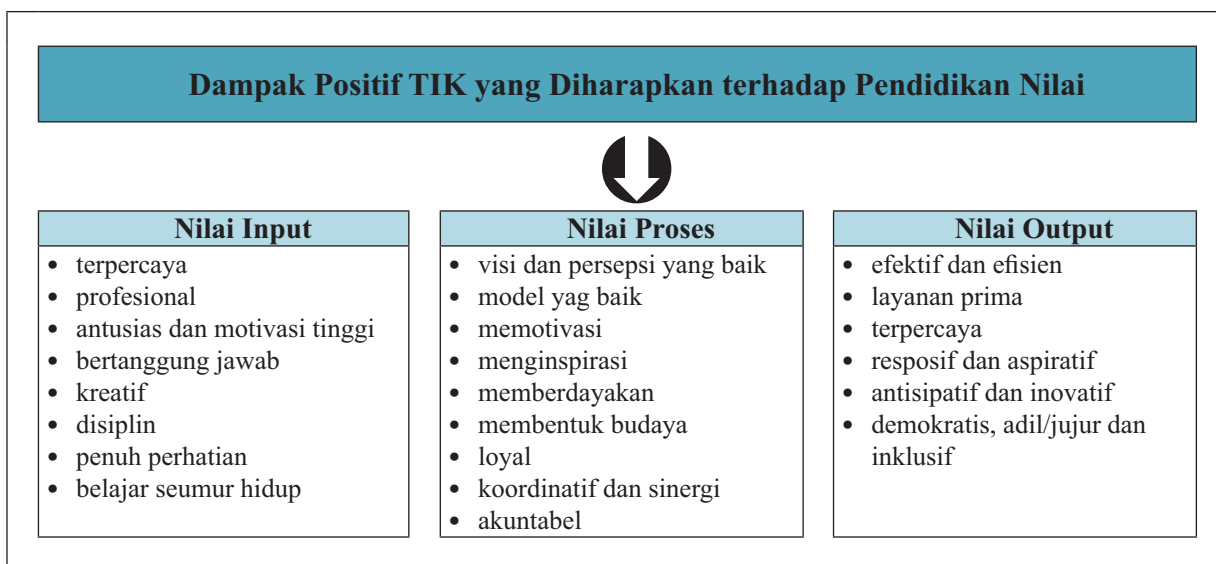 Dampak Positif TIK yang Diharapkan terhadap Pendidikan Nilai
Nilai Input
• terpercaya
• profesional
• antusias dan motivasi tinggi
• bertanggung jawab
• kreatif
• disiplin
• penuh perhatian
• belajar seumur hidup
Nilai Proses
• visi dan persepsi yang baik
• model yag baik
• memotivasi
• menginspirasi
• memberdayakan
• membentuk budaya
• loyal
• koordinatif dan sinergi
• akuntabel
Nilai Output
• efektif dan efisien
• layanan prima
• terpercaya
• resposif dan aspiratif
• antisipatif dan inovatif
• demokratis, adil/jujur dan
inklusif